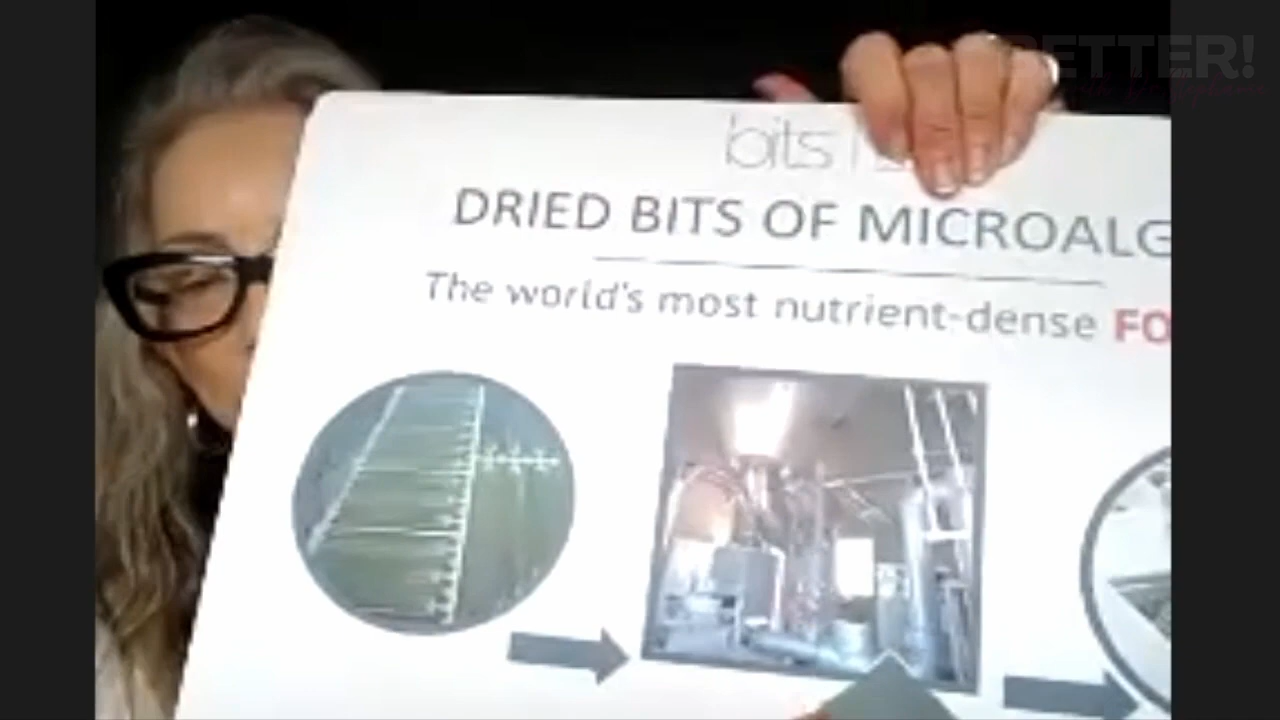 BETTER!
bits
DRIED BITS OF MICROALG
The world's most nutrient-dense FO